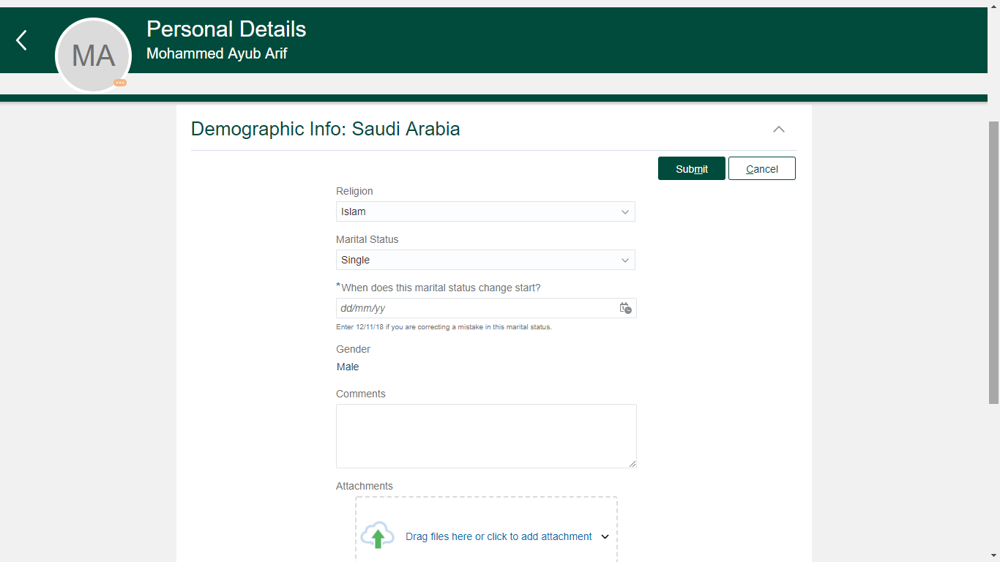 Personal Details
MA
Mohammed Ayub Arif
Demographic Info: Saudi Arabia
Submit Cancel
Religion
Islam
Marital Status
Single
*When does this marital status change start?
dd/mm/yy
Enter 12/11/18 if you are correcting a mistake in this marital status.
Gender
Male
Comments
Attachments
Drag files here or click to add attachment